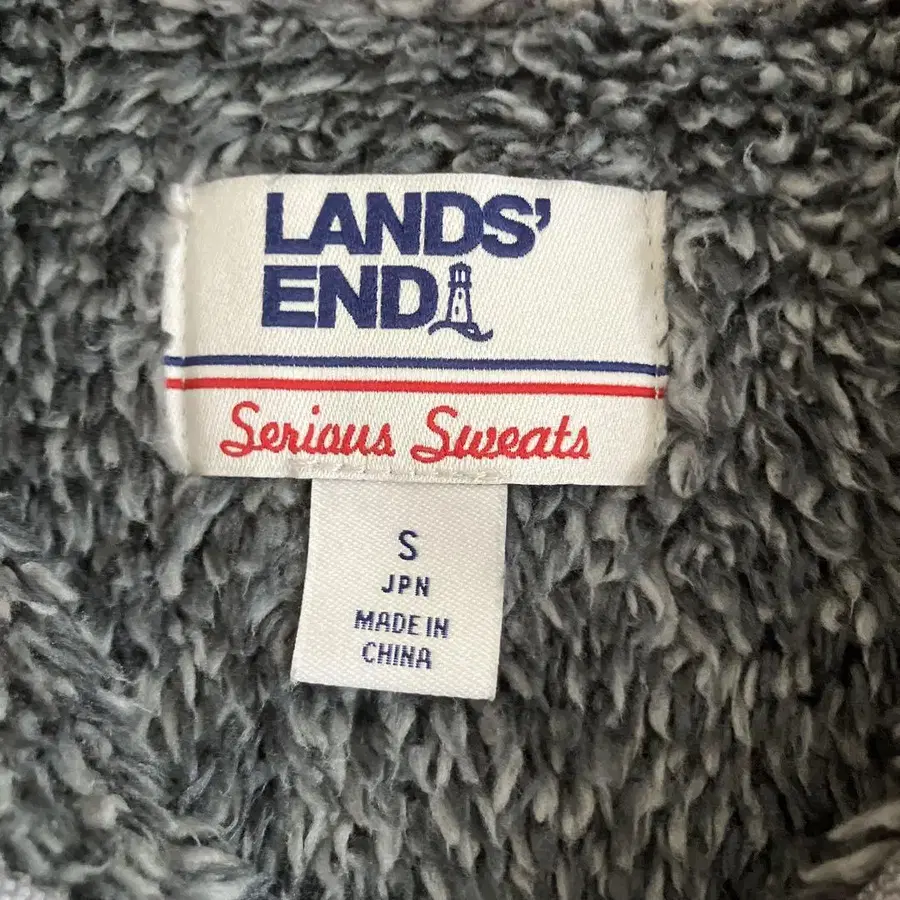 LANDS'
END
Serious Sweats
S
JPN
MADE IN
CHINA